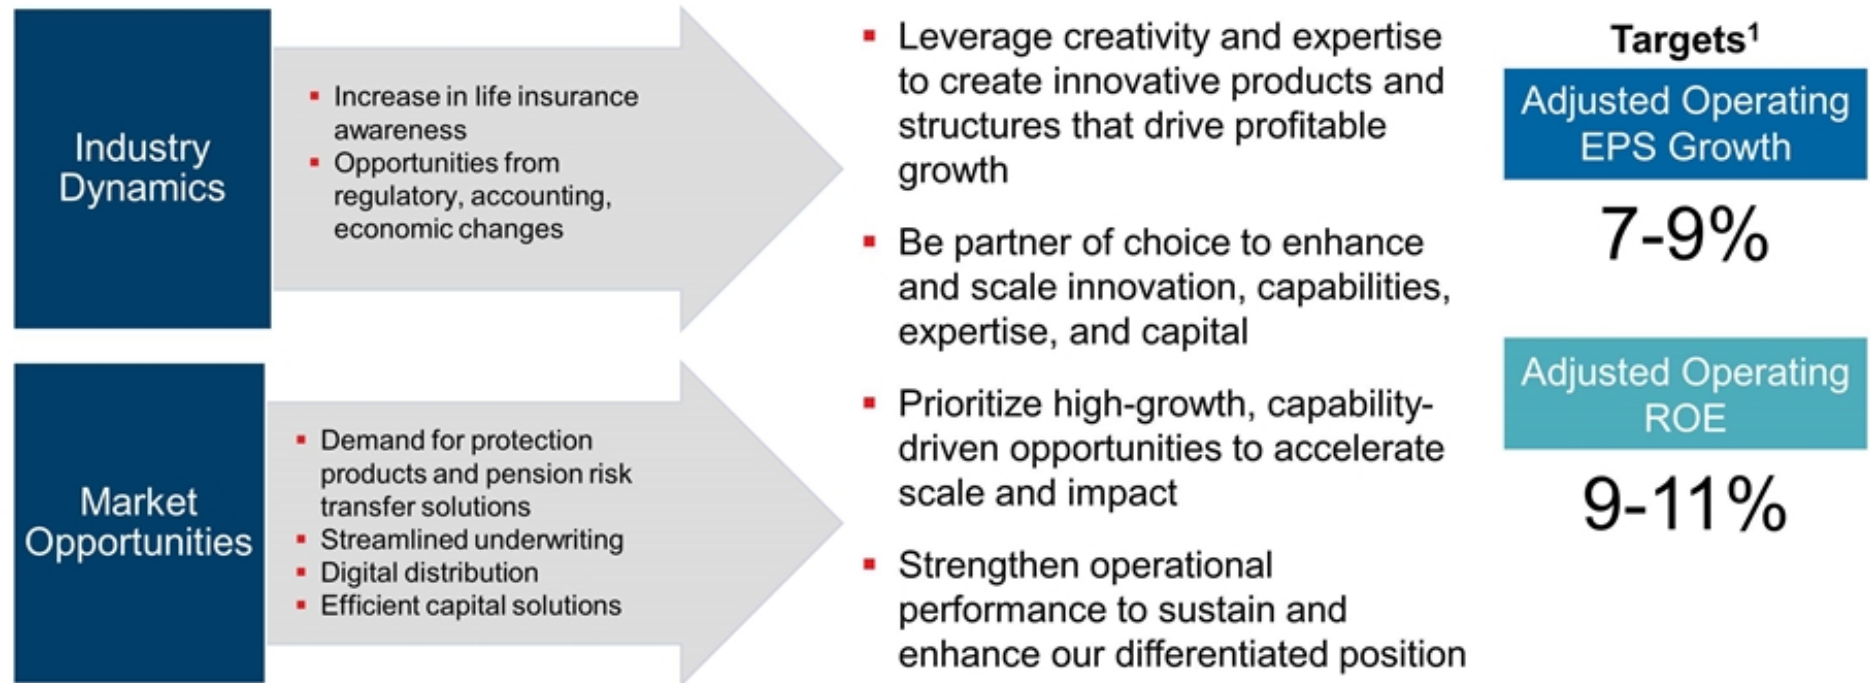 Industry
Dynamics
▪ Increase in life insurance
awareness
▪ Opportunities from
regulatory, accounting,
economic changes
Market
Opportunities
▪ Demand for protection
products and pension risk
transfer solutions
▪ Streamlined underwriting
▪ Digital distribution
▪ Efficient capital solutions
▪ Leverage creativity and expertise
to create innovative products and
structures that drive profitable
growth
▪ Be partner of choice to enhance
and scale innovation, capabilities,
expertise, and capital
▪ Prioritize high-growth, capability-
driven opportunities to accelerate
scale and impact
▪ Strengthen operational
performance to sustain and
enhance our differentiated position
Targets¹
Adjusted Operating
EPS Growth
7-9%
Adjusted Operating
ROE
9-11%